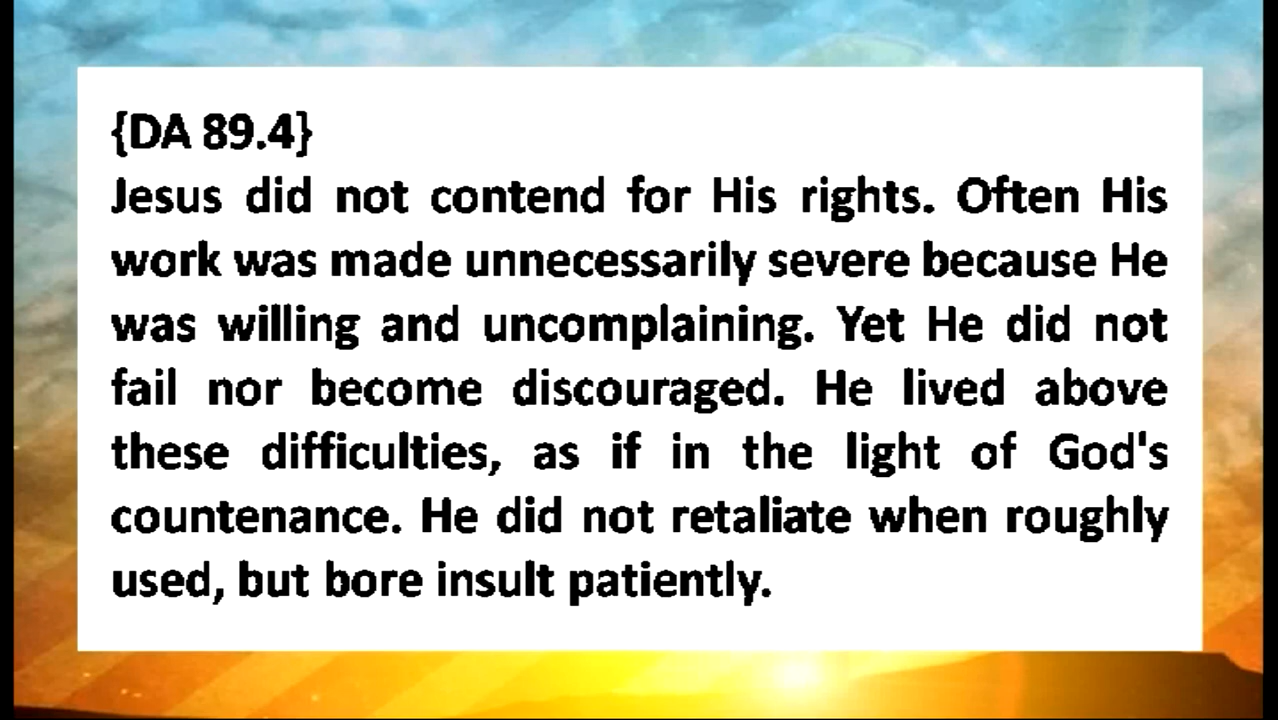 {DA 89.4}
Jesus did not contend for His rights. Often His
work was made unnecessarily severe because He
was willing and uncomplaining. Yet He did not
fail nor become discouraged. He lived above
these difficulties, as if in the light of God's
countenance. He did not retaliate when roughly
used, but bore insult patiently.